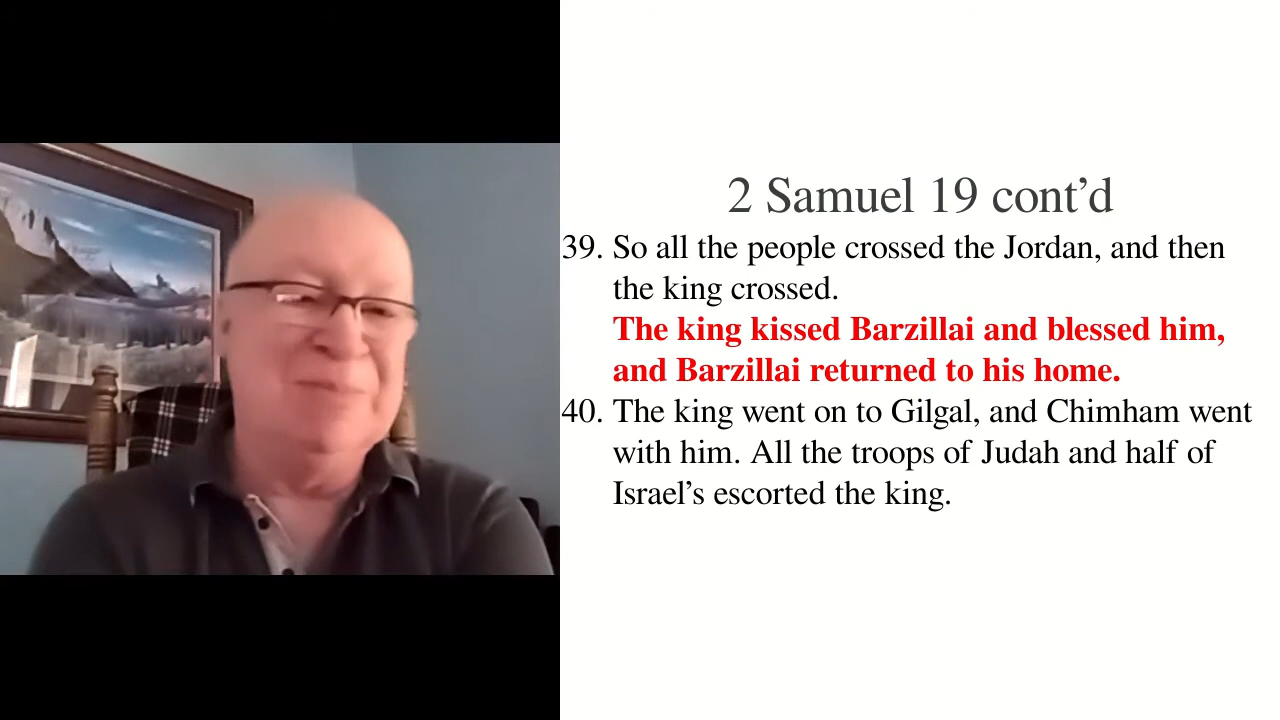 2 Samuel 19 cont’d
39. So all the people crossed the Jordan, and then
the king crossed.
The king kissed Barzillai and blessed him,
and Barzillai returned to his home.
40. The king went on to Gilgal, and Chimham went
with him. All the troops of Judah and half of
Israel’s escorted the king.